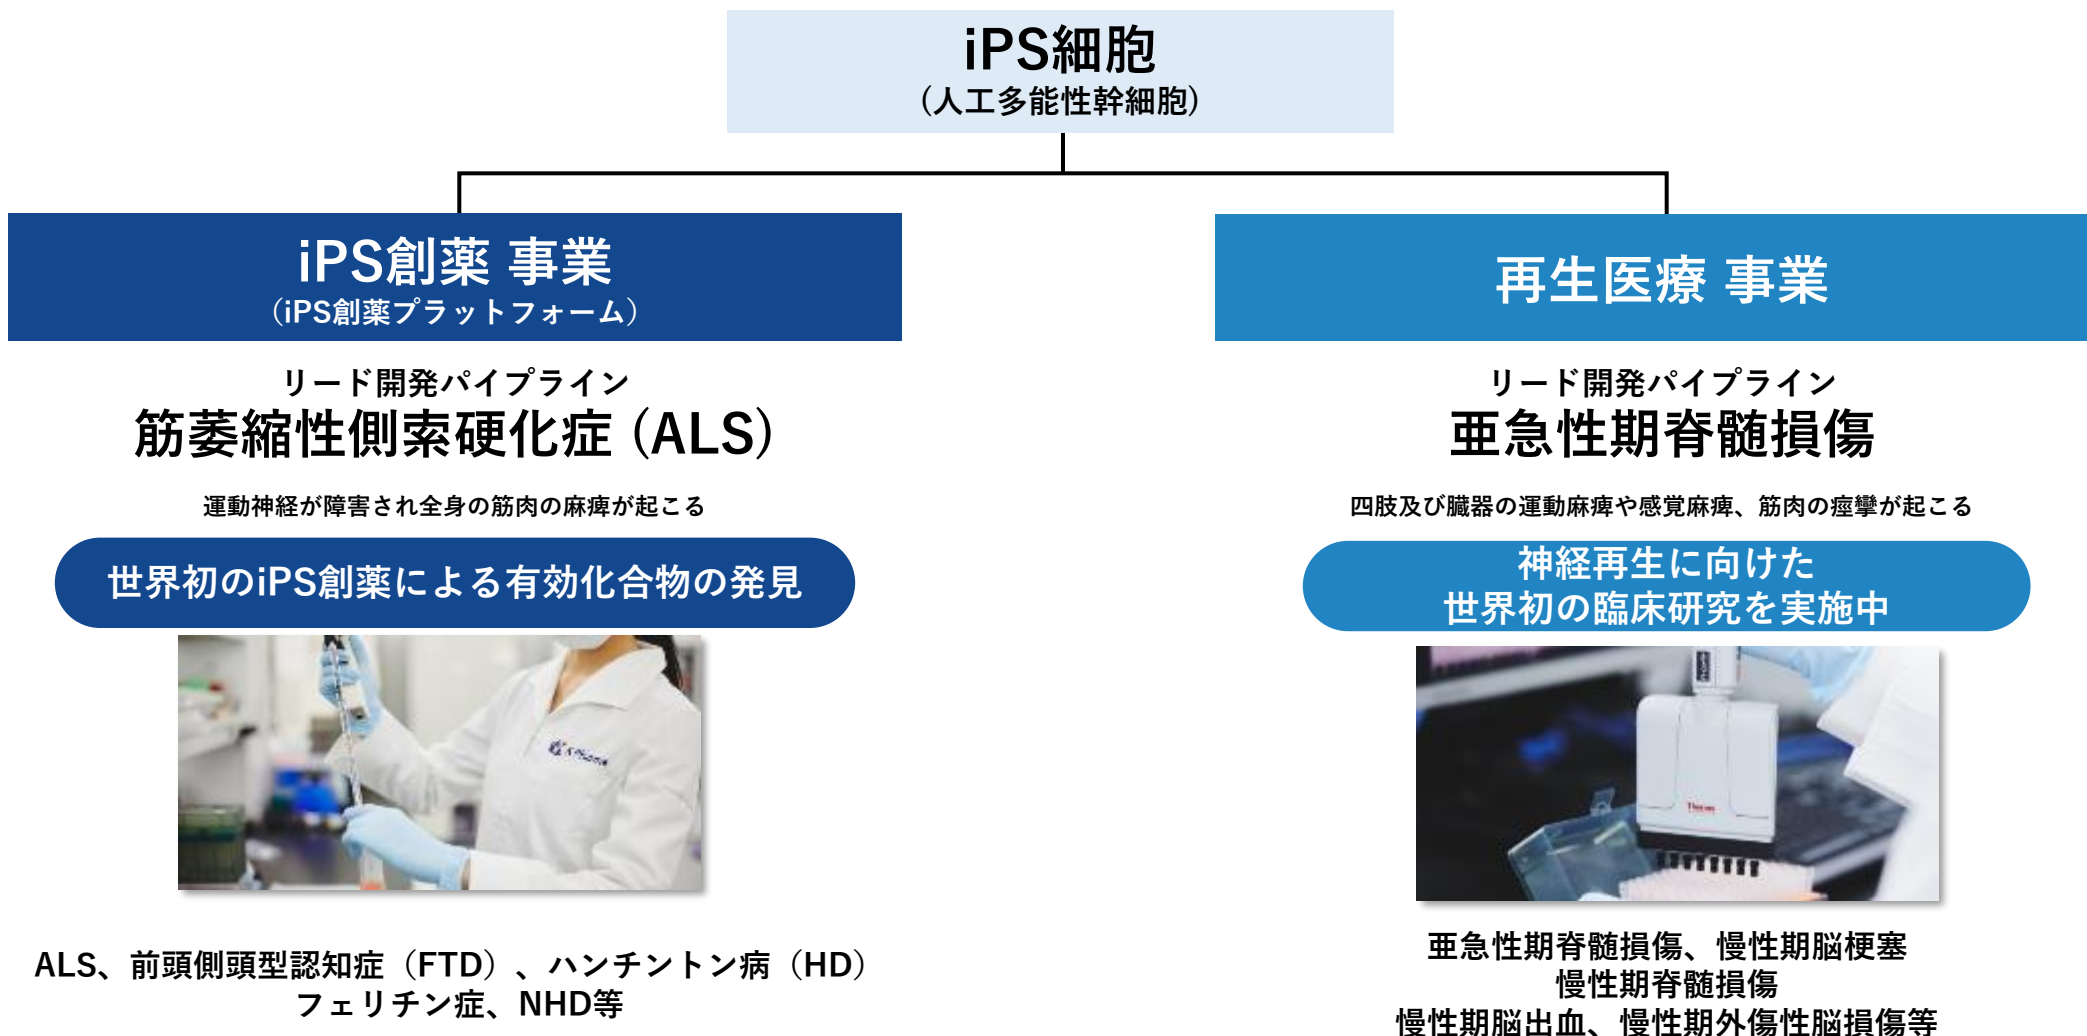 iPS細胞
(人工多能性幹細胞)
iPS創薬 事業
(iPS創薬プラットフォーム)
リード開発パイプライン
筋萎縮性側索硬化症 (ALS)
運動神経が障害され全身の筋肉の麻痺が起こる
世界初のiPS創薬による有効化合物の発見
ALS、前頭側頭型認知症（FTD）、ハンチントン病（HD）
フェリチン症、NHD等
再生医療 事業
リード開発パイプライン
亜急性期脊髄損傷
四肢及び臓器の運動麻痺や感覚麻痺、筋肉の痙攣が起こる
神経再生に向けた
世界初の臨床研究を実施中
亜急性期脊髄損傷、慢性期脳梗塞
慢性期脊髄損傷
慢性期脳出血、慢性期外傷性脳損傷等